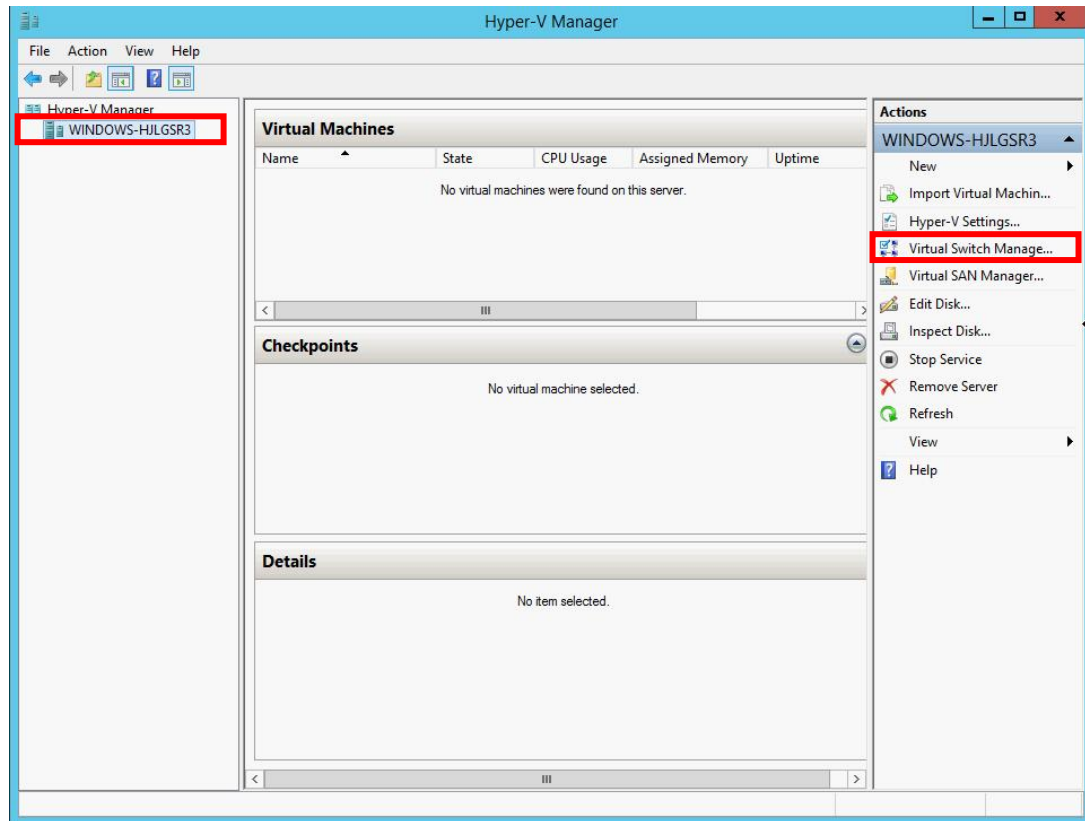 Hyper-V Manager
File Action View Help
Hyper-V Manager
WINDOWS-HJLGSR3
Virtual Machines
Name State CPU Usage Assigned Memory Uptime
No virtual machines were found on this server.
Checkpoints
No virtual machine selected.
Details
No item selected.
Actions
WINDOWS-HJLGSR3
New
Import Virtual Machin...
Hyper-V Settings...
Virtual Switch Manage...
Virtual SAN Manager...
Edit Disk...
Inspect Disk...
Stop Service
Remove Server
Refresh
View
Help